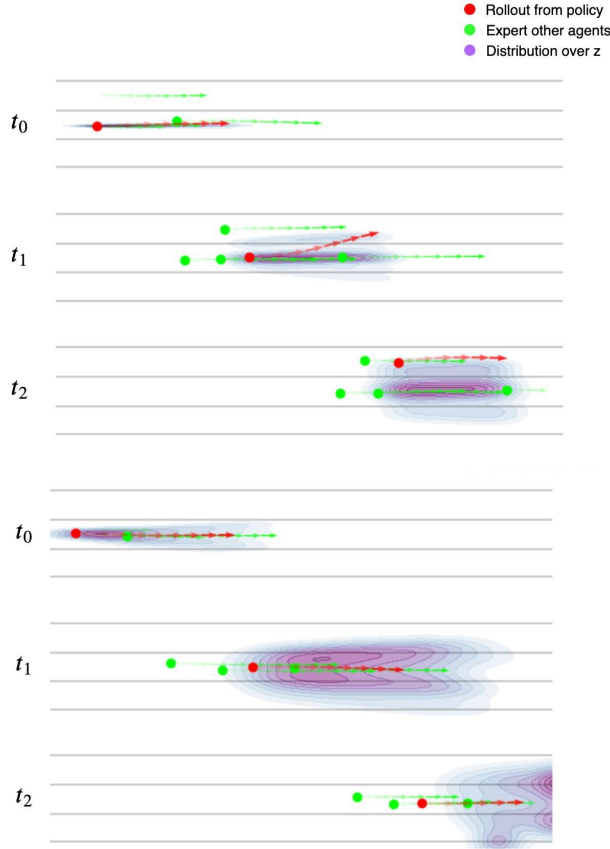 Rollout from policy
Expert other agents
Distribution over z
t0
t1
t2
t0
t1
t2